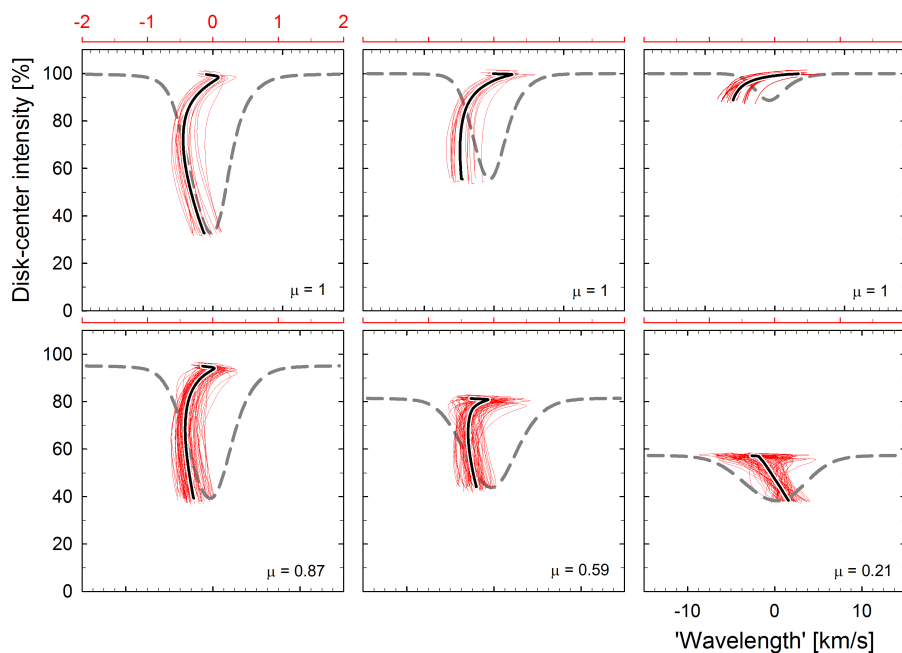 -2 -1 0 1 2
Disk-center intensity [%]
100
80
60
40
20
0
μ = 1
μ = 1
μ = 1
100
80
60
40
20
0
μ = 0.87
μ = 0.59
μ = 0.21
-10 0 10
'Wavelength' [km/s]